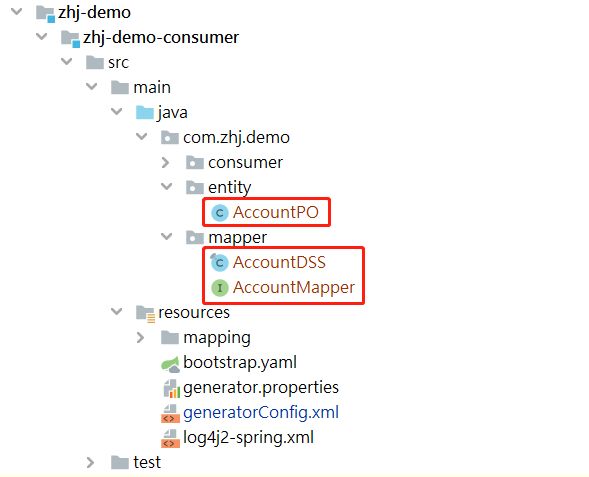 zhj-demo
zhj-demo-consumer
src
main
java
com.zhj.demo
consumer
entity
C AccountPO
mapper
C AccountDSS
I AccountMapper
resources
mapping
bootstrap.yaml
generator.properties
generatorConfig.xml
log4j2-spring.xml
test